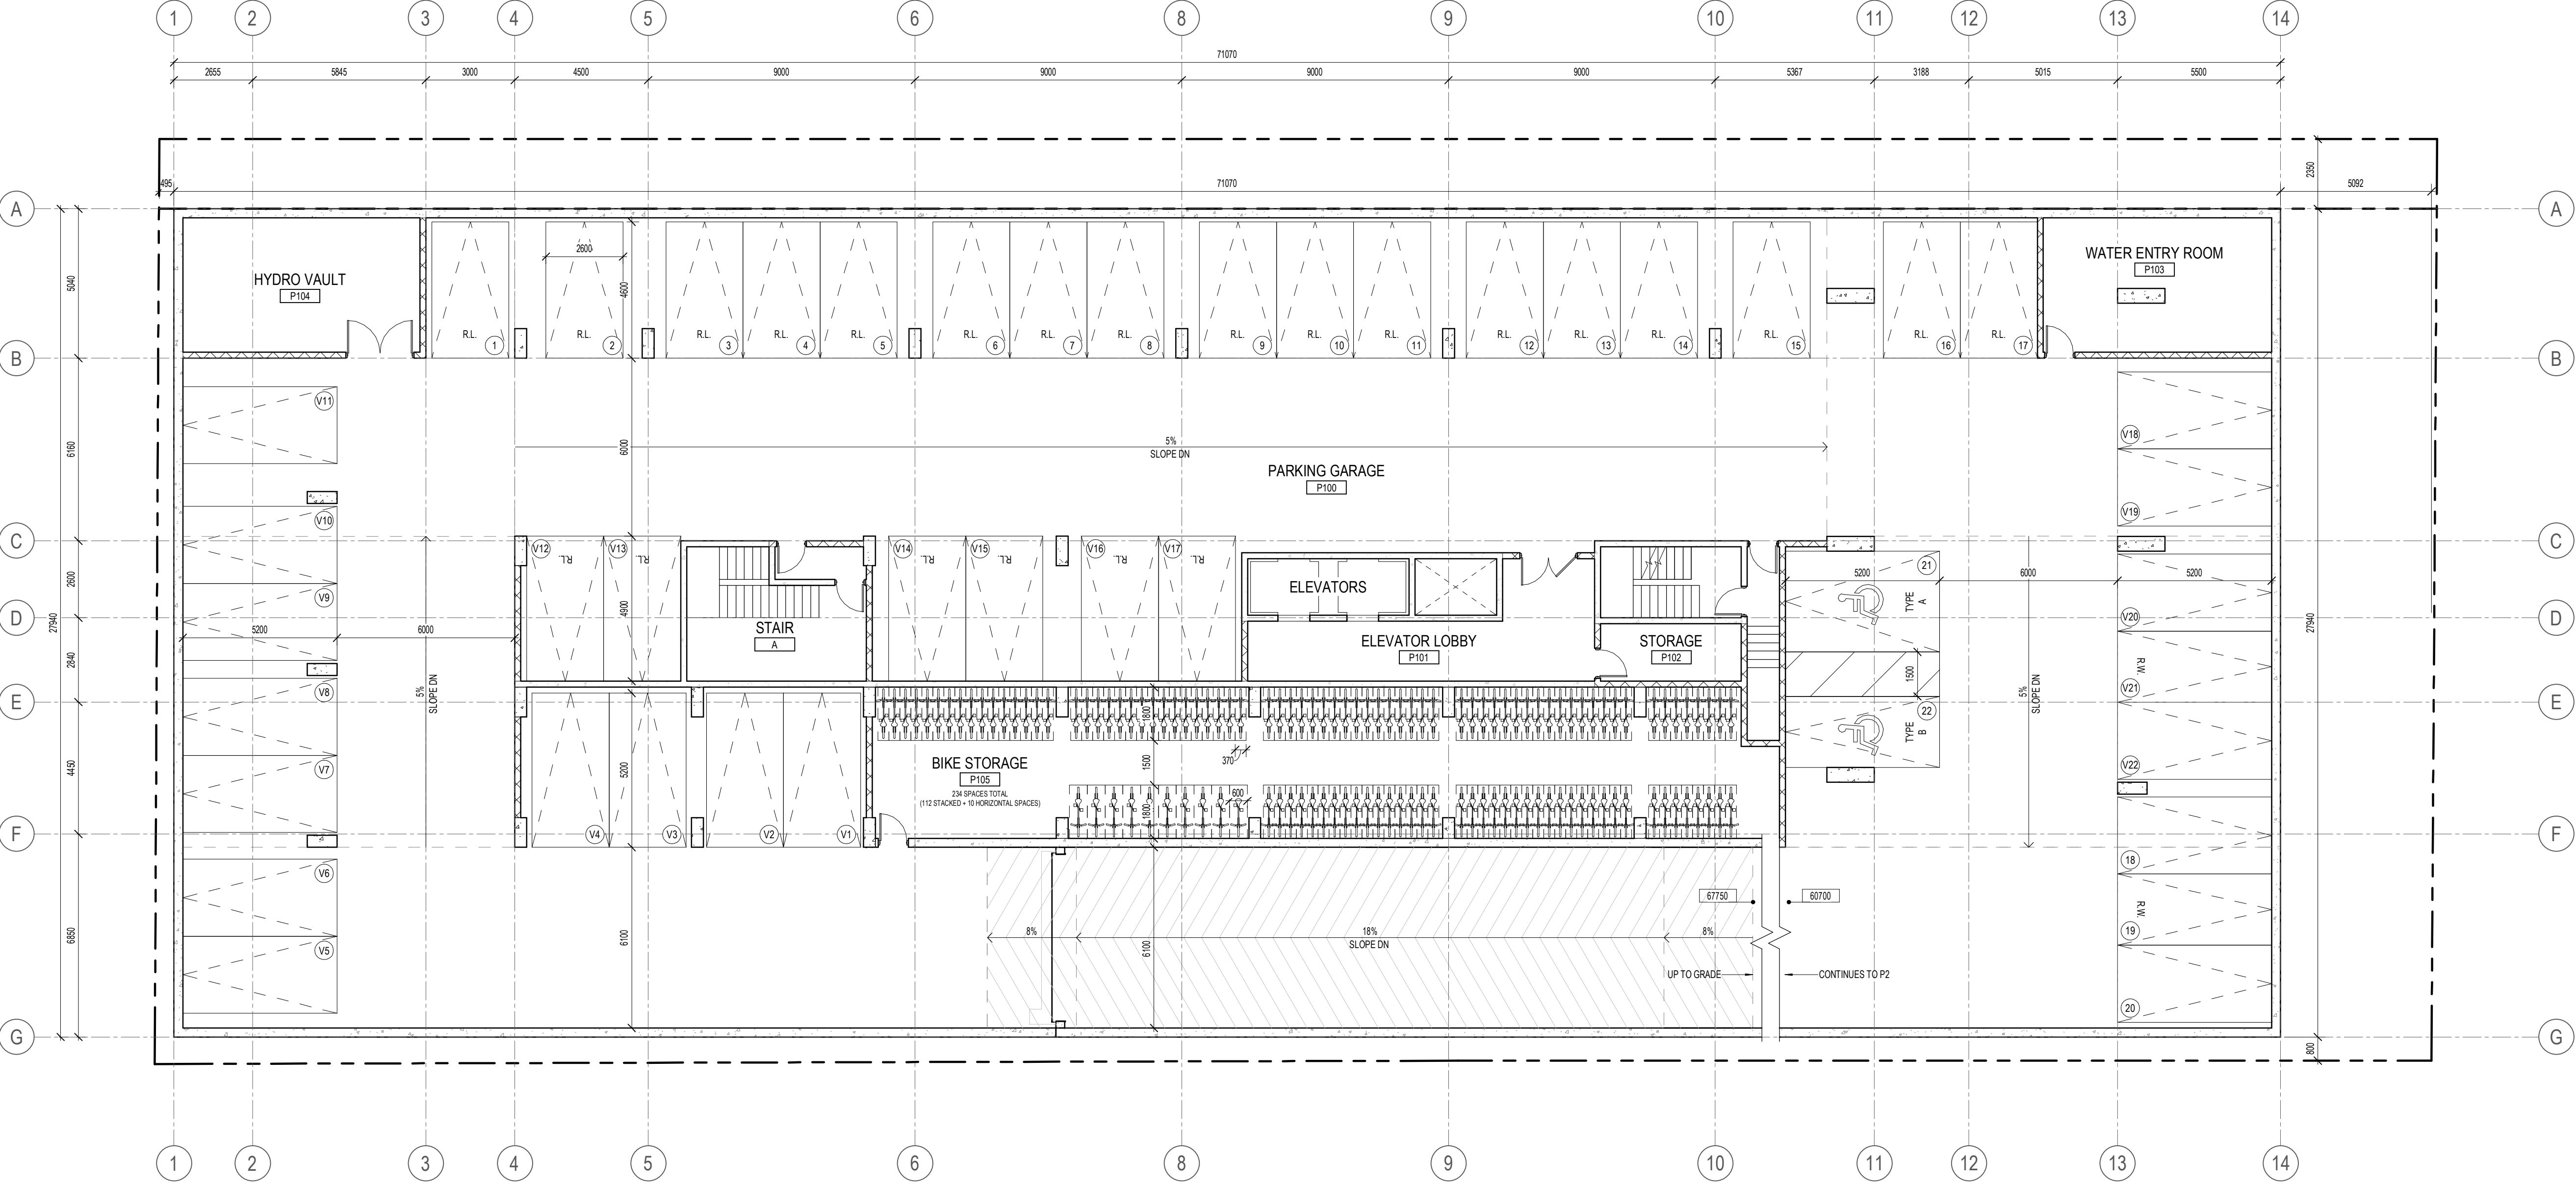 1 2 3 4 5 6 8 9 10 11 12 13 14
71070
2655 5845 3000 4500 9000 9000 9000 9000 5367 3188 5015 5500
2350
495 71070 5092
A A
HYDRO VAULT
P104
WATER ENTRY ROOM
P103
2600
5040
4600
R.L. R.L. R.L. R.L. R.L. R.L. R.L. R.L. R.L. R.L. R.L. R.L. R.L. R.L. R.L. R.L. R.L.
1 2 3 4 5 6 7 8 9 10 11 12 13 14 15 16 17
B B
V11
V18
6160
6000
5%
SLOPE DN
PARKING GARAGE
P100
V10
V19
C C
V12 V13 V14 V15 V16 V17
R.L. R.L. R.L. R.L. R.L. R.L.
21
5200 6000 5200
2600
ELEVATORS
V9
TYPE
A
4900
D D
27940
27940
V20
5200 6000
STAIR
A
ELEVATOR LOBBY
P101
STORAGE
P102
2840
1500
R.W.
V8
5%
SLOPE DN
5%
SLOPE DN
V21
E E
22
TYPE
B
1800
370
V7
4450
5200
1500
BIKE STORAGE
P105
234 SPACES TOTAL
(112 STACKED + 10 HORIZONTAL SPACES)
V22
600
1800
F F
V4 V3 V2 V1
V6
18
67750 60700
R.W.
6850
6100
6100
8% 18% 8%
SLOPE DN
19
V5
UP TO GRADE
CONTINUES TO P2
20
G G
800
1 2 3 4 5 6 8 9 10 11 12 13 14